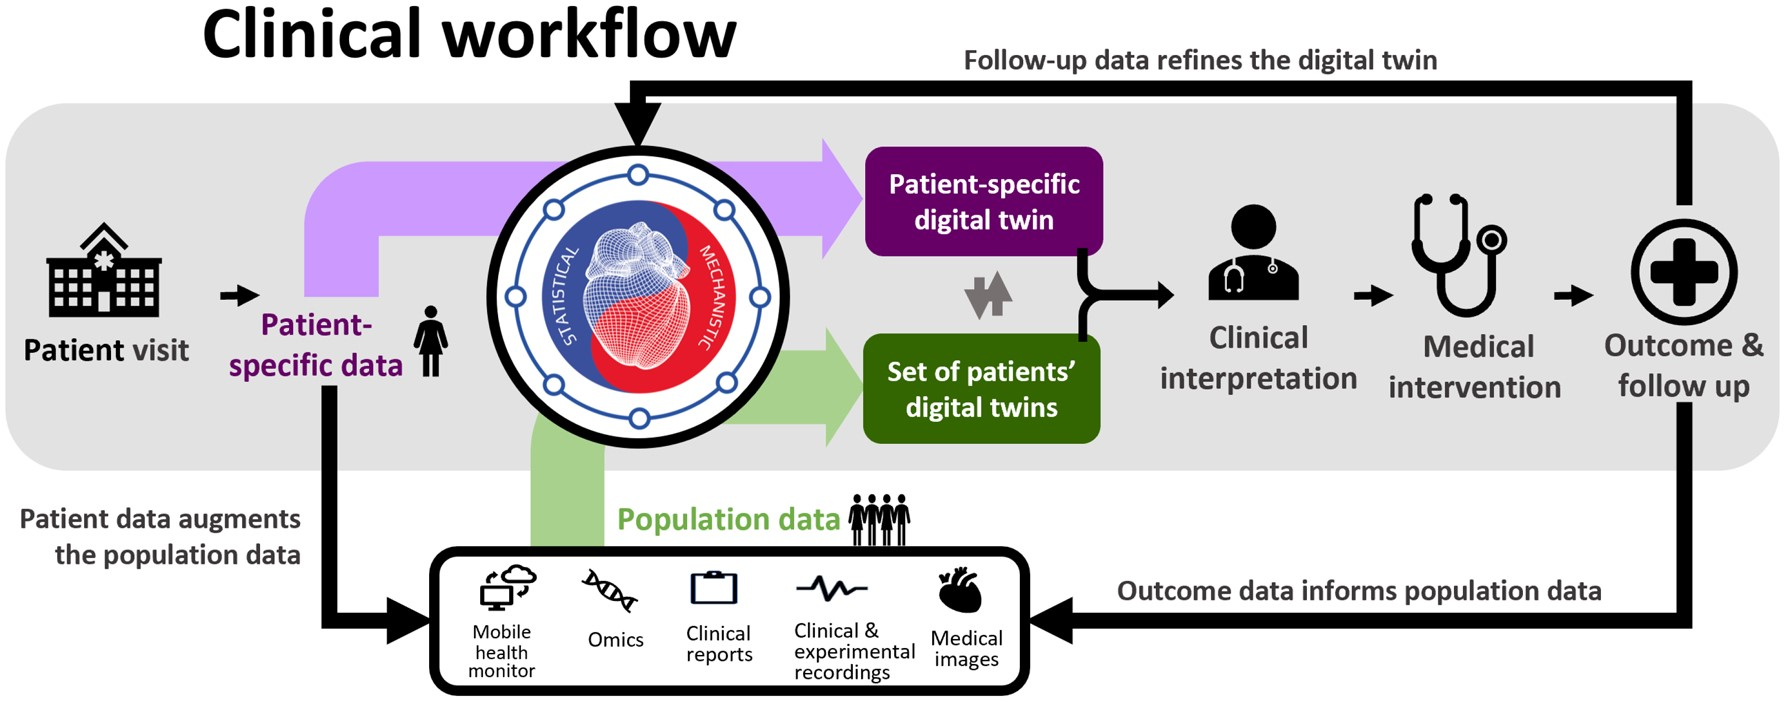 Clinical workflow
Follow-up data refines the digital twin
Patient visit
Patient-
specific data
STATISTICAL
MECHANISTIC
Patient-specific
digital twin
Set of patients’
digital twins
Clinical
interpretation
Medical
intervention
Outcome &
follow up
Patient data augments
the population data
Population data
Outcome data informs population data
Mobile
health
monitor
Omics
Clinical
reports
Clinical &
experimental
recordings
Medical
images